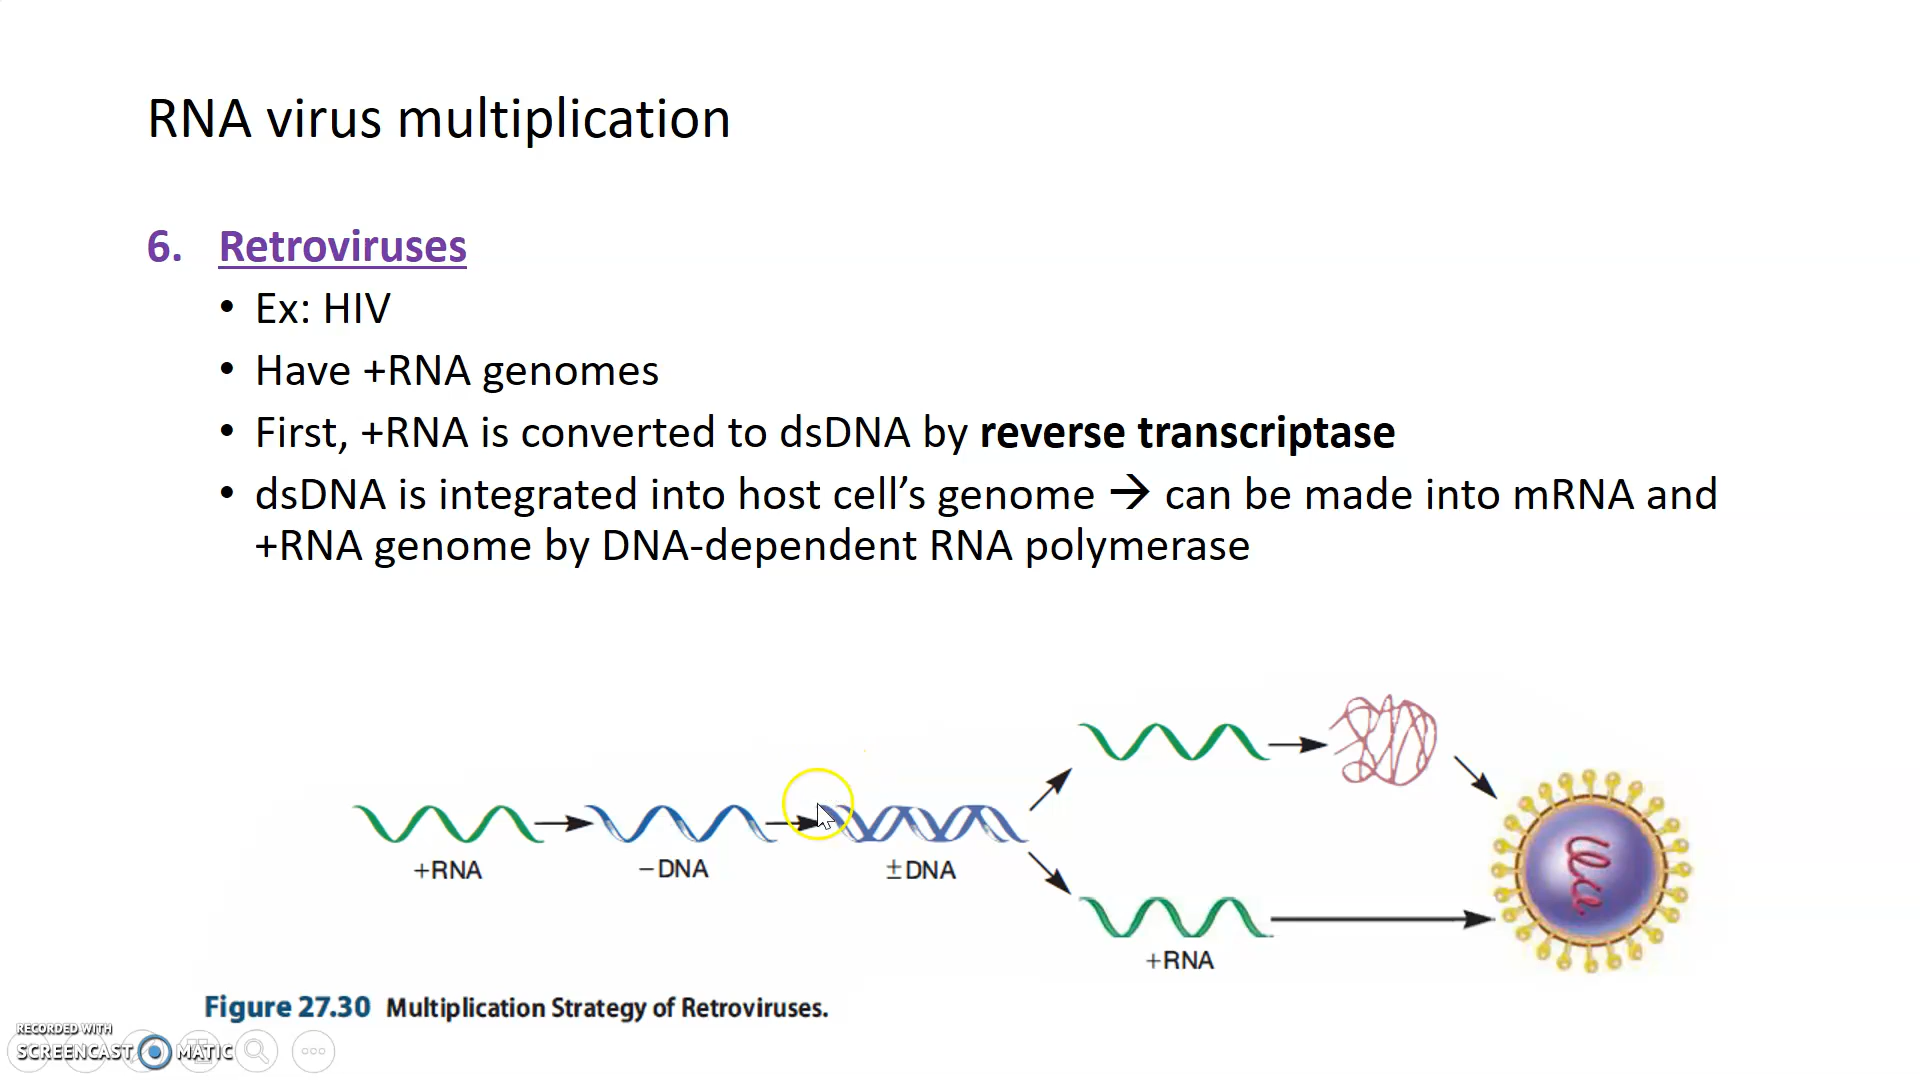 RNA virus multiplication
6. Retroviruses
• Ex: HIV
• Have +RNA genomes
• First, +RNA is converted to dsDNA by reverse transcriptase
• dsDNA is integrated into host cell’s genome → can be made into mRNA and
+RNA genome by DNA-dependent RNA polymerase
+RNA
−DNA
±DNA
+RNA
Figure 27.30 Multiplication Strategy of Retroviruses.
RECORDED WITH
SCREENCAST MATIC